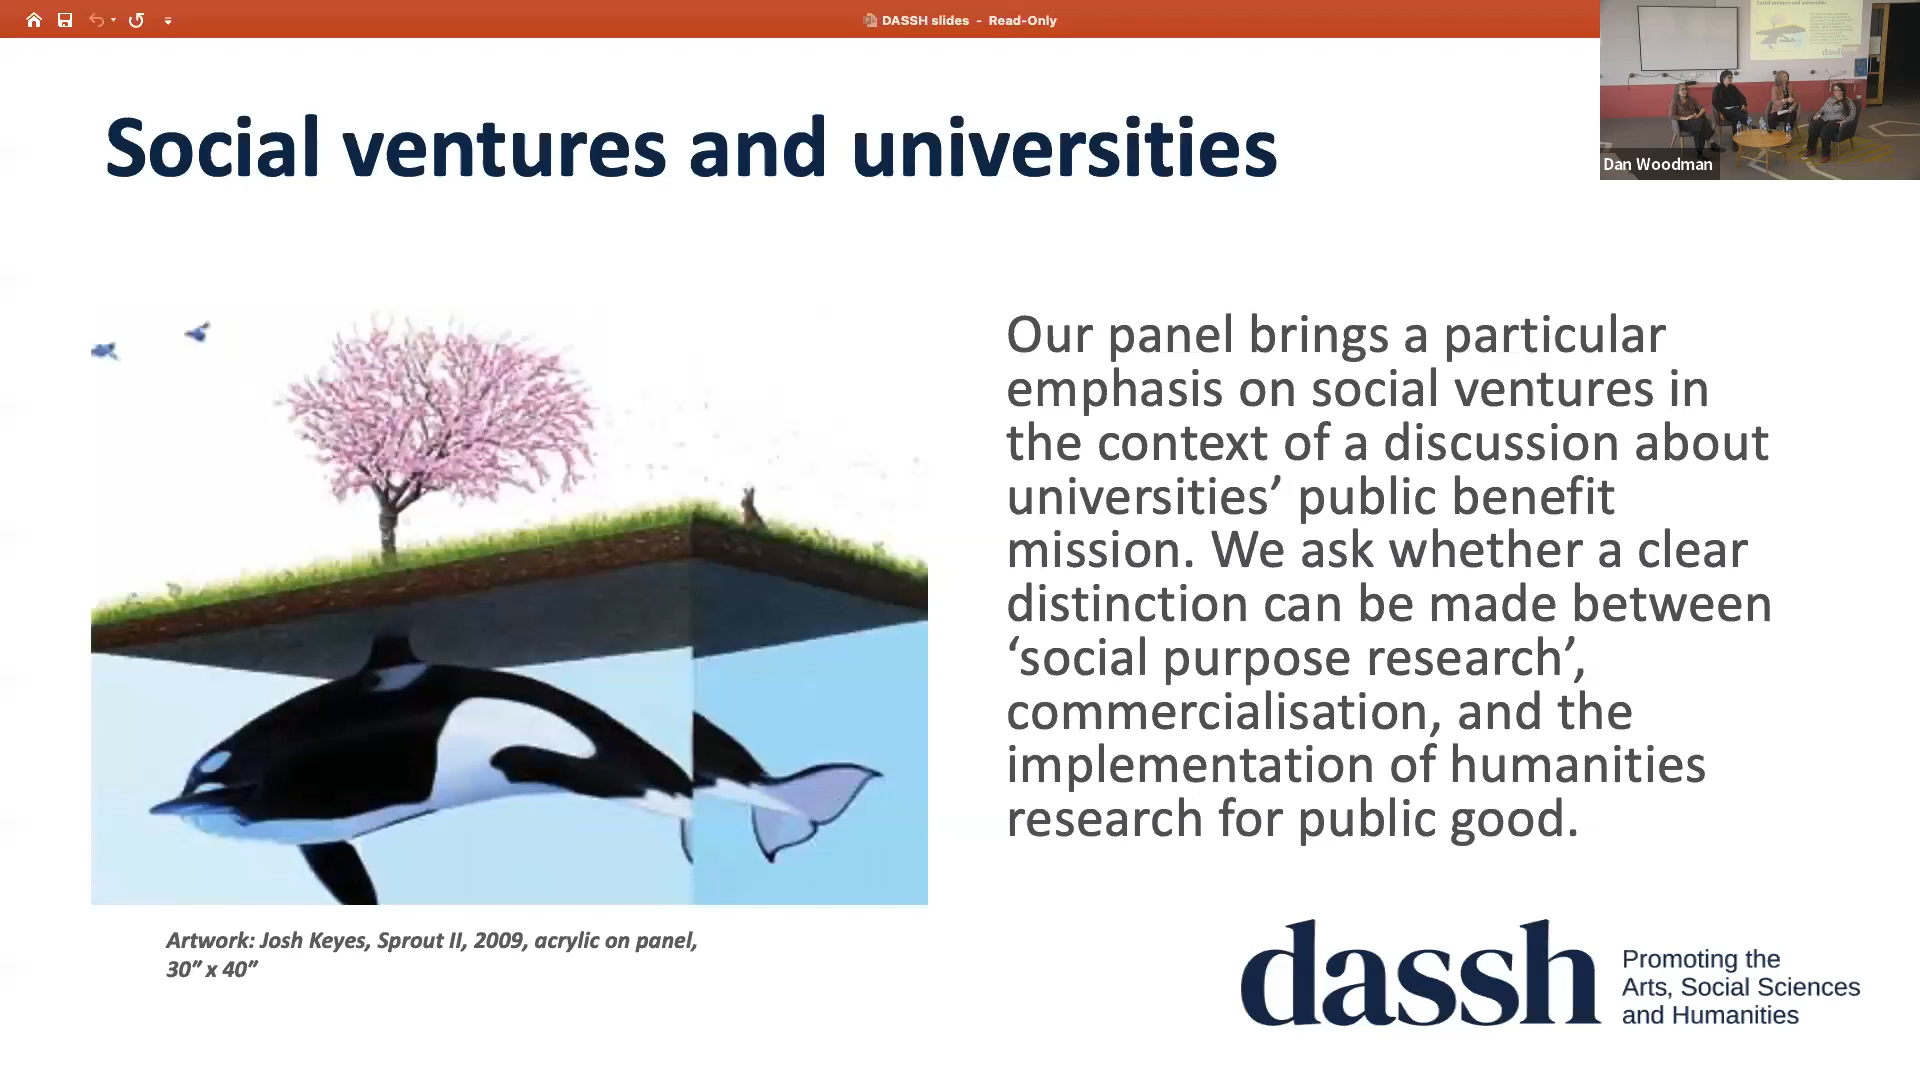 DASSH slides - Read-Only
Social ventures and universities
Dan Woodman
Our panel brings a particular
emphasis on social ventures in
the context of a discussion about
universities’ public benefit
mission. We ask whether a clear
distinction can be made between
‘social purpose research’,
commercialisation, and the
implementation of humanities
research for public good.
Artwork: Josh Keyes, Sprout II, 2009, acrylic on panel,
30” x 40”
dassh
Promoting the
Arts, Social Sciences
and Humanities